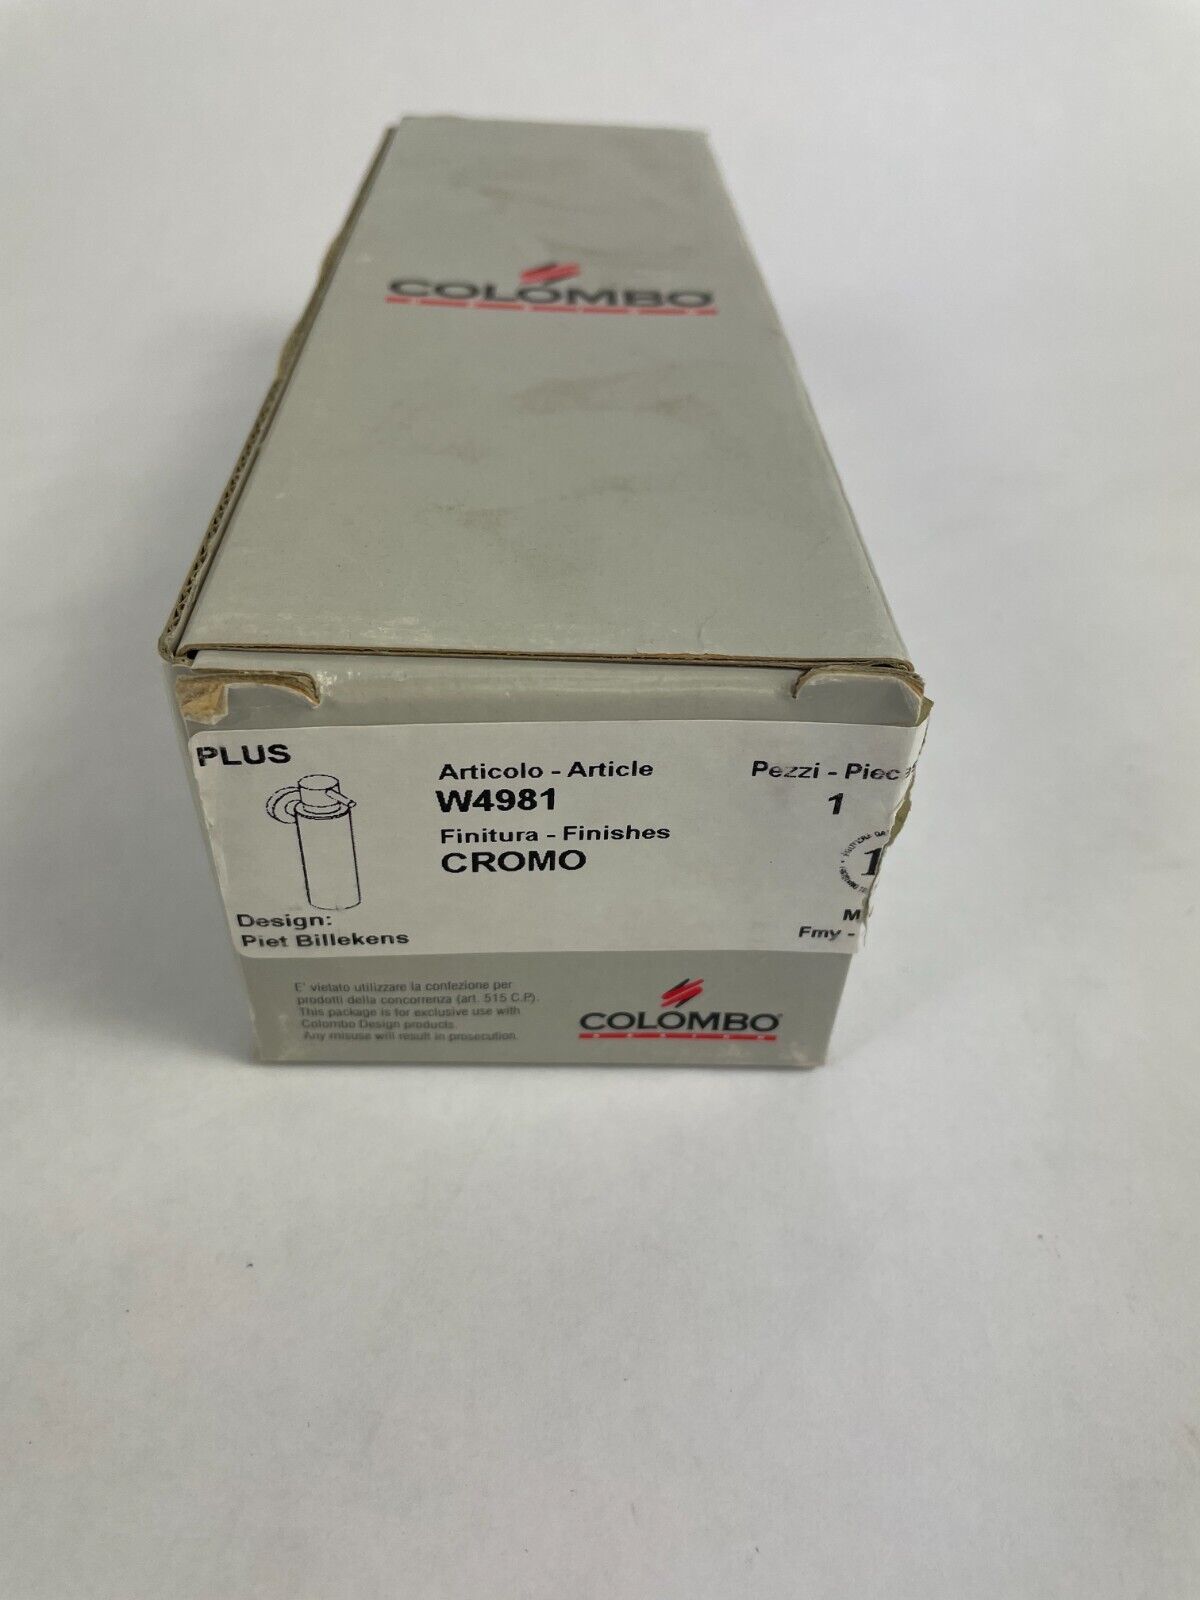 COLOMBO
PLUS
Articolo - Article
W4981
Finitura - Finishes
CROMO
Pezzi - Piec
1
1
Design:
Piet Billekens
M
Fmy -
E' vietato utilizzare la confezione per
prodotti della concorrenza (art. 515 C.P).
This package is for exclusive use with
Colombo Design products.
Any misuse will result in prosecution.
COLOMBO
DESIGN